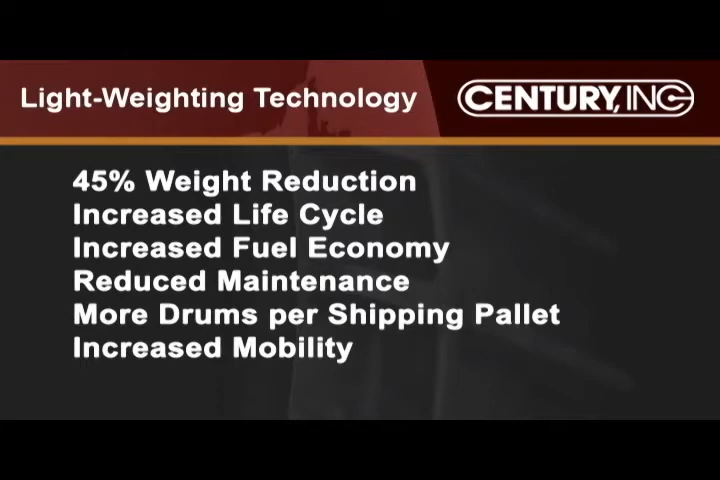 Light-Weighting Technology
CENTURY, INC
45% Weight Reduction
Increased Life Cycle
Increased Fuel Economy
Reduced Maintenance
More Drums per Shipping Pallet
Increased Mobility